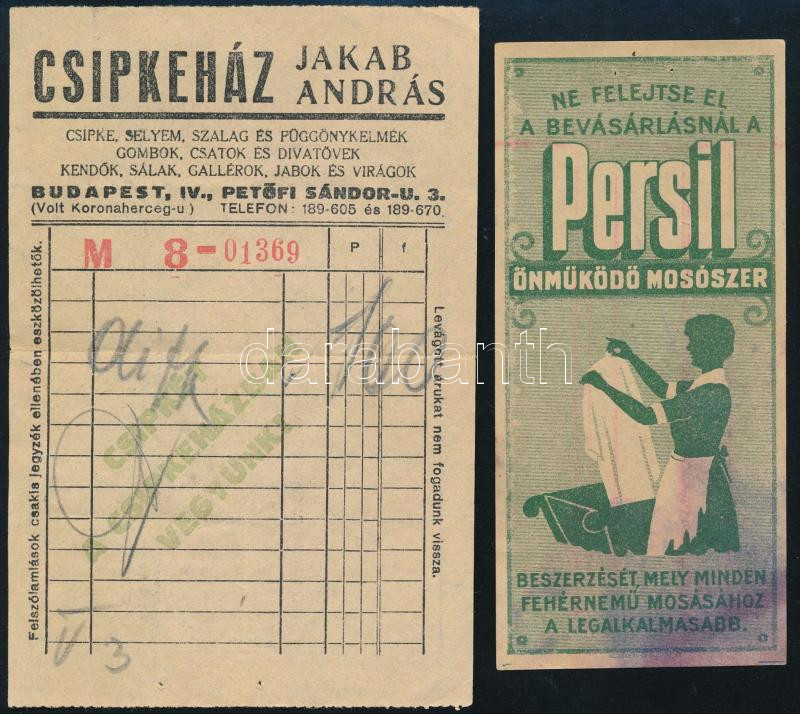 CSIPKEHÁZ JAKAB ANDRÁS
CSIPKE, SELYEM, SZALAG ÉS FÜGGÖNYKELMÉK
GOMBOK, CSATOK ÉS DIVATÖVEK
KENDŐK, SÁLAK, GALLÉROK, JABOK ÉS VIRÁGOK
BUDAPEST, IV., PETŐFI SÁNDOR-U. 3.
(Volt Koronaherceg-u) TELEFON: 189-605 és 189-670.
M 8-01369 P f
Felszólamlások csakis jegyzék ellenében eszközölhetők.
Levágott árukat nem fogadunk vissza.
CSIPKÉT
A CSIPKEHÁZBAN
VEGYÜNK!
V 3
NE FELEJTSE EL
A BEVÁSÁRLÁSNÁL A
Persil
ÖNMŰKÖDŐ MOSÓSZER
BESZERZÉSÉT, MELY MINDEN
FEHÉRNEMŰ MOSÁSÁHOZ
A LEGALKALMASABB.
darabanth